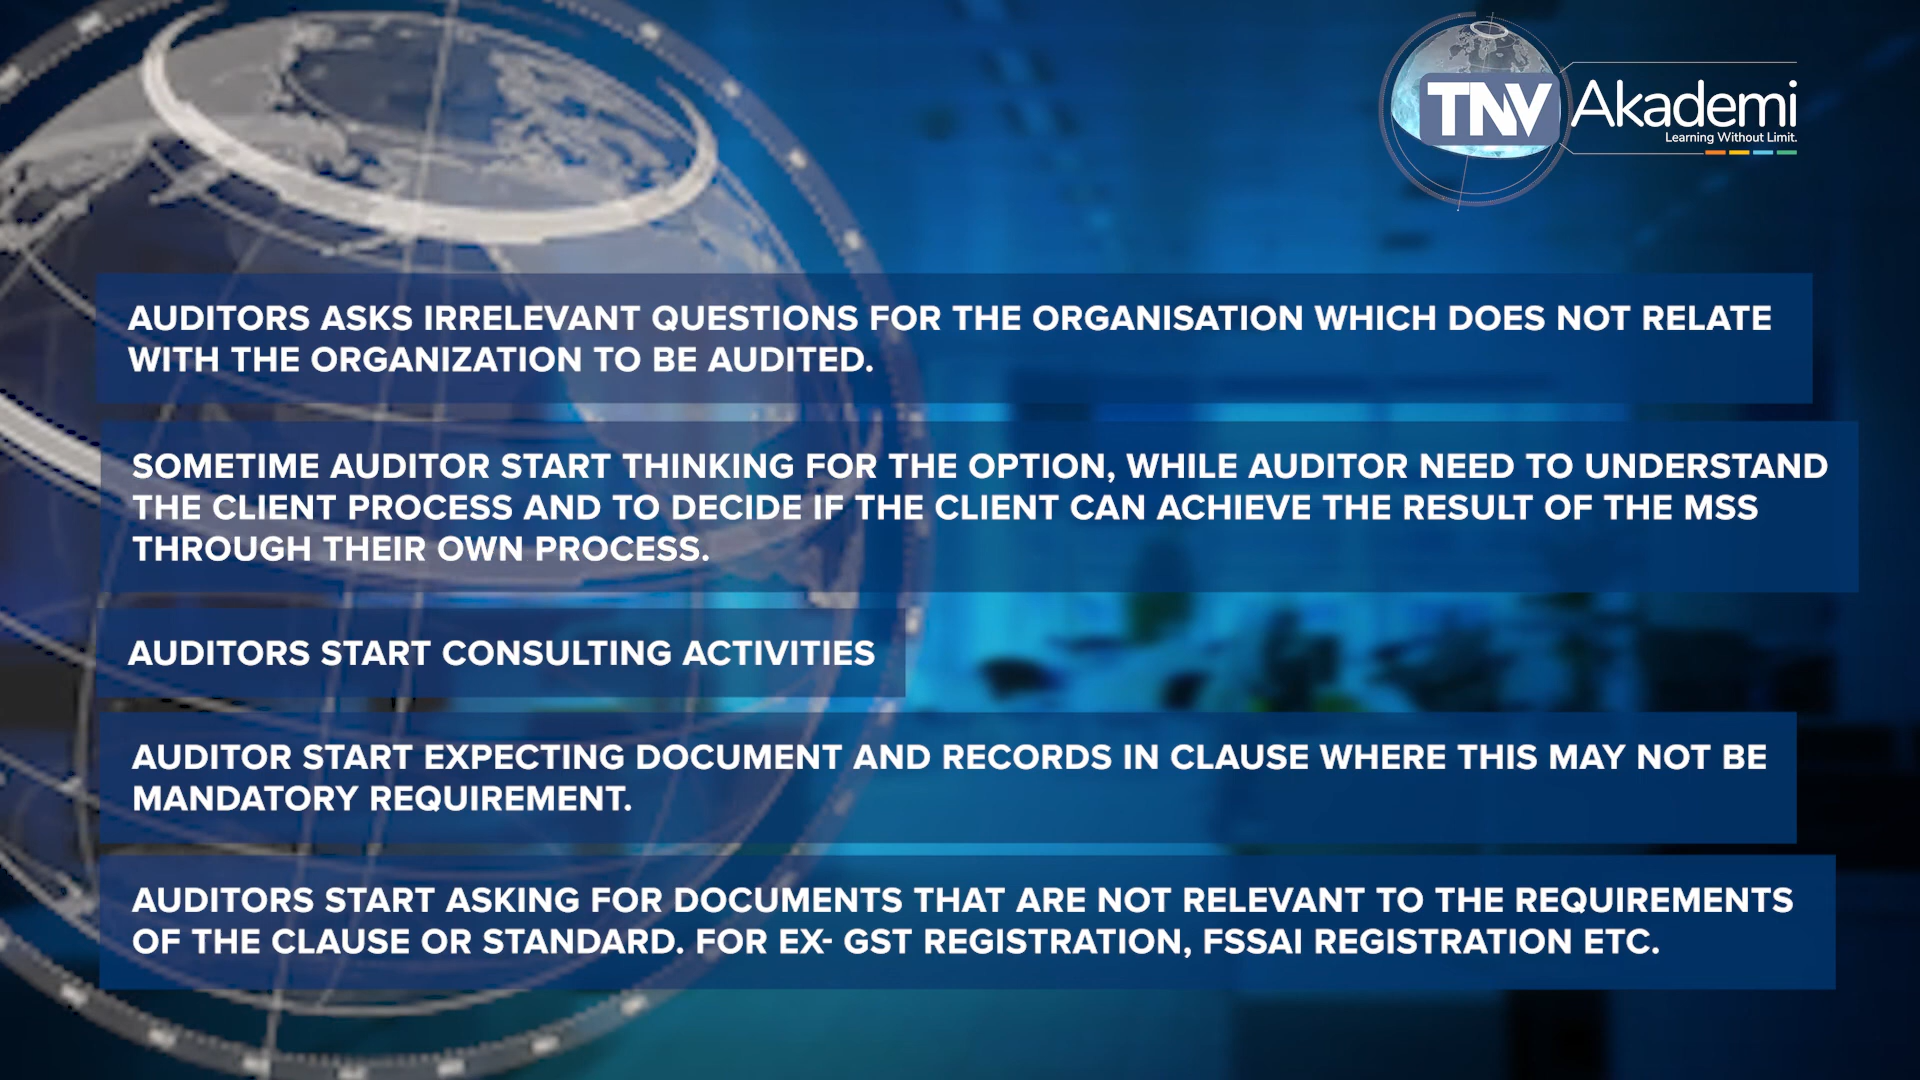 TNV Akademi
Learning Without Limit.
AUDITORS ASKS IRRELEVANT QUESTIONS FOR THE ORGANISATION WHICH DOES NOT RELATE
WITH THE ORGANIZATION TO BE AUDITED.
SOMETIME AUDITOR START THINKING FOR THE OPTION, WHILE AUDITOR NEED TO UNDERSTAND
THE CLIENT PROCESS AND TO DECIDE IF THE CLIENT CAN ACHIEVE THE RESULT OF THE MSS
THROUGH THEIR OWN PROCESS.
AUDITORS START CONSULTING ACTIVITIES
AUDITOR START EXPECTING DOCUMENT AND RECORDS IN CLAUSE WHERE THIS MAY NOT BE
MANDATORY REQUIREMENT.
AUDITORS START ASKING FOR DOCUMENTS THAT ARE NOT RELEVANT TO THE REQUIREMENTS
OF THE CLAUSE OR STANDARD. FOR EX- GST REGISTRATION, FSSAI REGISTRATION ETC.